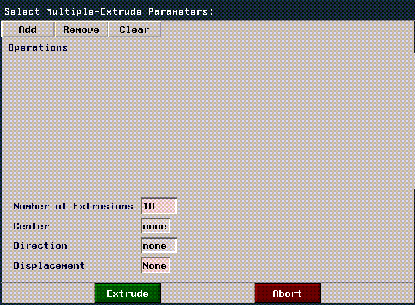 Select Multiple-Extrude Parameters:
Add Remove Clear
Operations
Number of Extrusions 10
Center none
Direction none
Displacement None
Extrude Abort